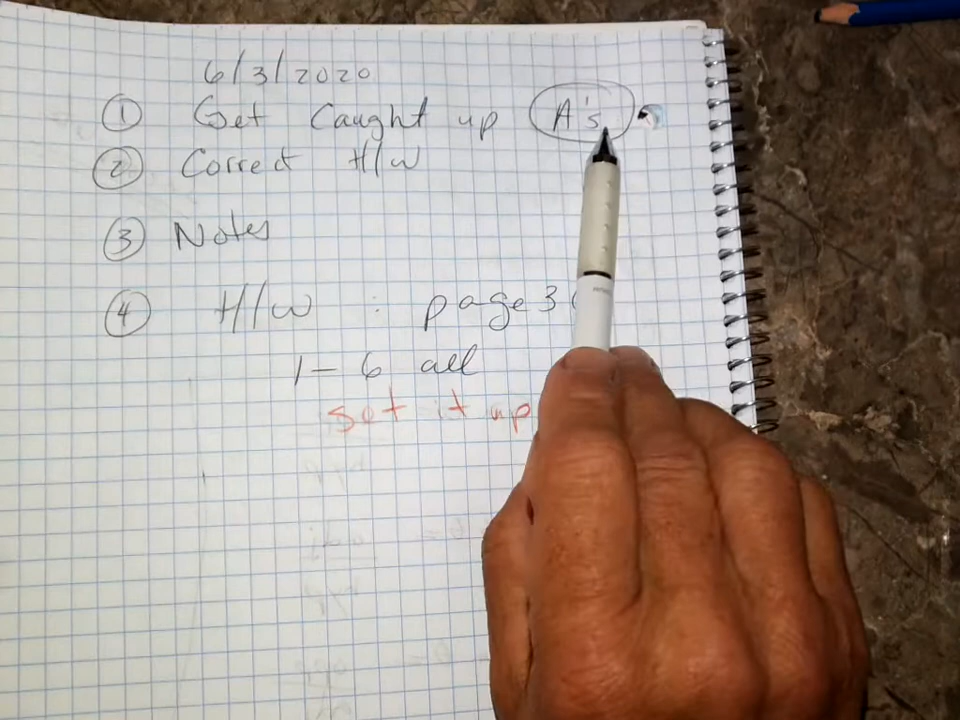 6/3/2020
① Get Caught up A's
② Correct H/W
③ Notes
④ H/W : page 3
1 – 6 all
set it up